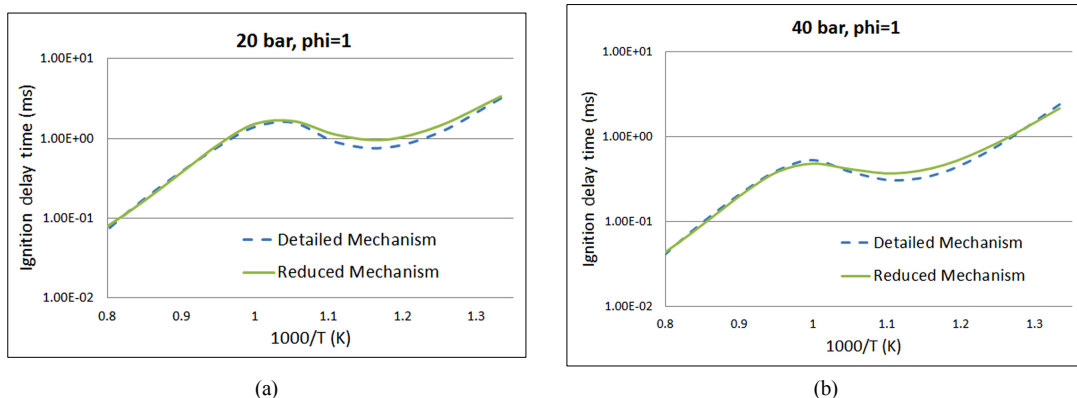 20 bar, phi=1
1.00E+01
1.00E+00
1.00E-01
1.00E-02
Ignition delay time (ms)
Detailed Mechanism
Reduced Mechanism
0.8 0.9 1 1.1 1.2 1.3
1000/T (K)
(a)
40 bar, phi=1
1.00E+01
1.00E+00
1.00E-01
1.00E-02
Ignition delay time (ms)
Detailed Mechanism
Reduced Mechanism
0.8 0.9 1 1.1 1.2 1.3
1000/T (K)
(b)